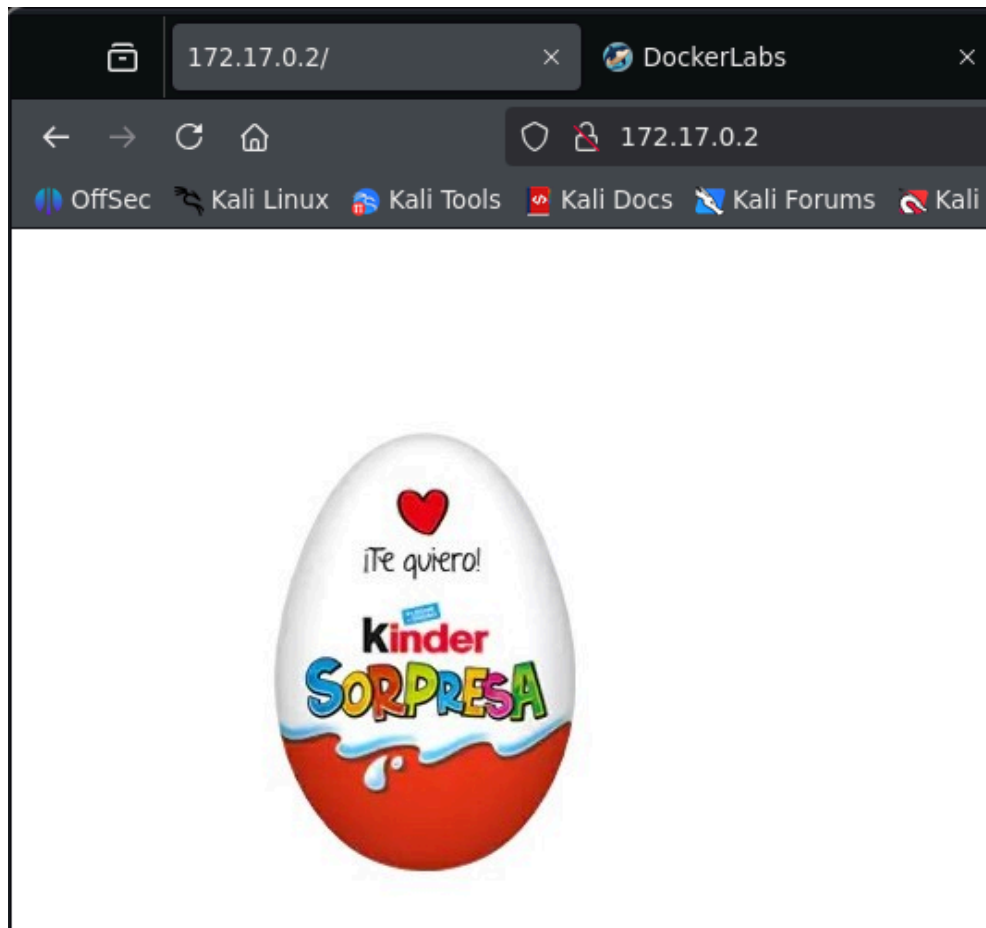 172.17.0.2/
DockerLabs
172.17.0.2
OffSec Kali Linux Kali Tools Kali Docs Kali Forums Kali
¡Te quiero!
Kinder
SORPRESA